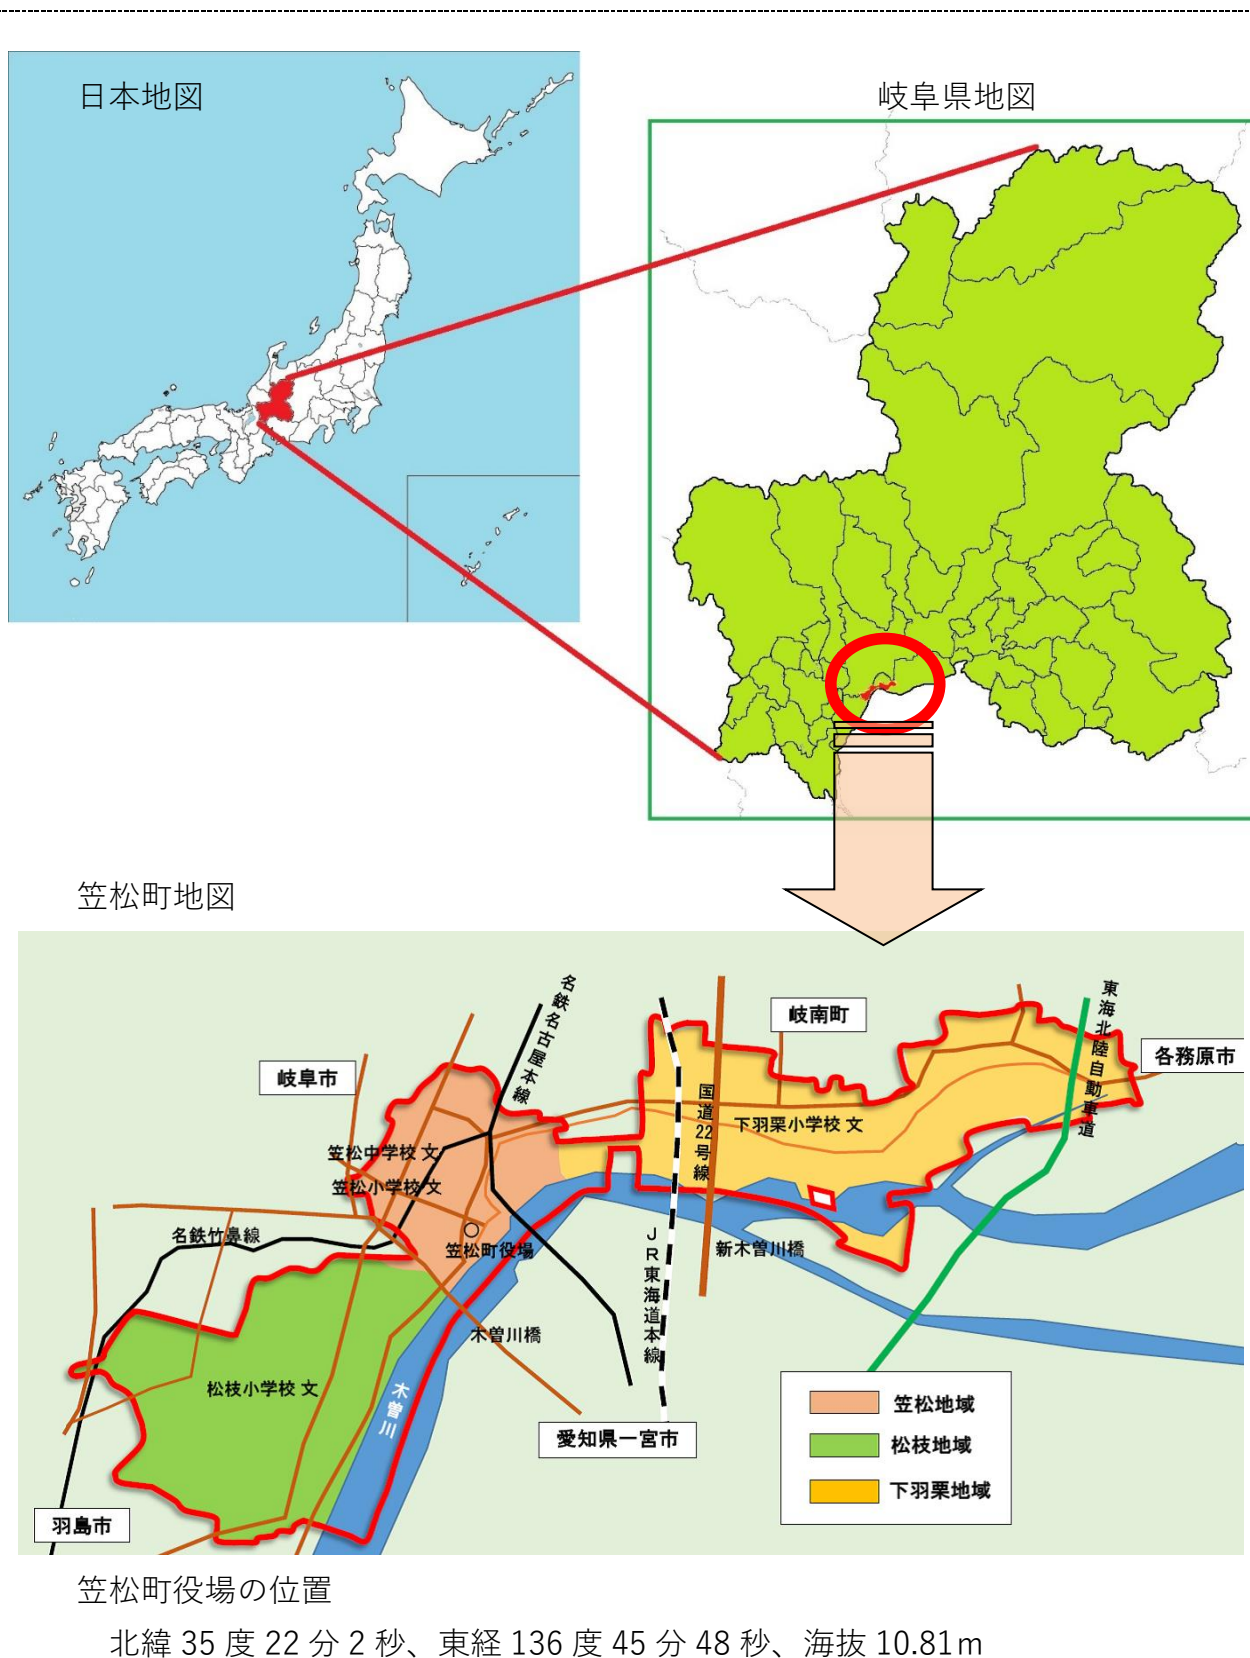 日本地図
岐阜県地図
笠松町地図
名鉄名古屋本線
東海北陸自動車道
岐南町
各務原市
岐阜市
国道22号線
下羽栗小学校 文
笠松中学校 文
笠松小学校 文
名鉄竹鼻線
笠松町役場
新木曽川橋
JR東海道本線
木曽川橋
松枝小学校 文
木曽川
愛知県一宮市
笠松地域
松枝地域
下羽栗地域
羽島市
笠松町役場の位置
北緯 35 度 22 分 2 秒、東経 136 度 45 分 48 秒、海抜 10.81m